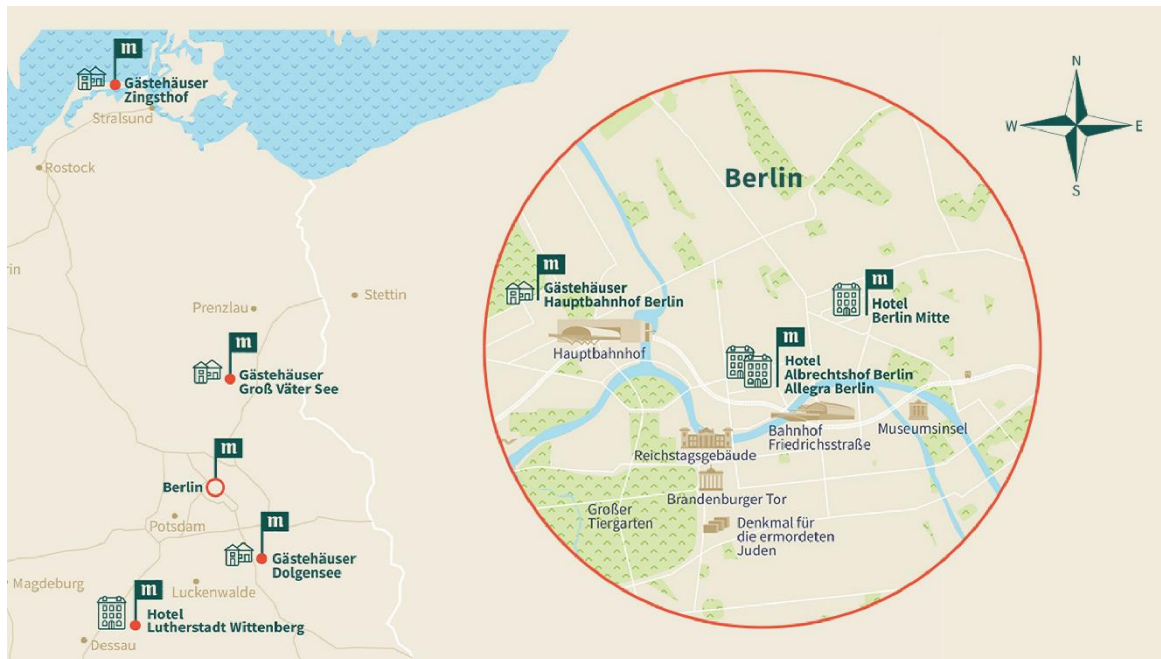 m
Gästehäuser
Zingsthof
Stralsund
Rostock
rin
Prenzlau
Stettin
m
Gästehäuser
Groß Väter See
m
Berlin
Potsdam
m
Gästehäuser
Dolgensee
Magdeburg
Luckenwalde
m
Hotel
Lutherstadt Wittenberg
Dessau
Berlin
m
Gästehäuser
Hauptbahnhof Berlin
Hauptbahnhof
m
Hotel
Berlin Mitte
m
Hotel
Albrechtshof Berlin
Allegra Berlin
Bahnhof
Friedrichsstraße
Museumsinsel
Reichstagsgebäude
Brandenburger Tor
Großer
Tiergarten
Denkmal für
die ermordeten
Juden
N
W
E
S